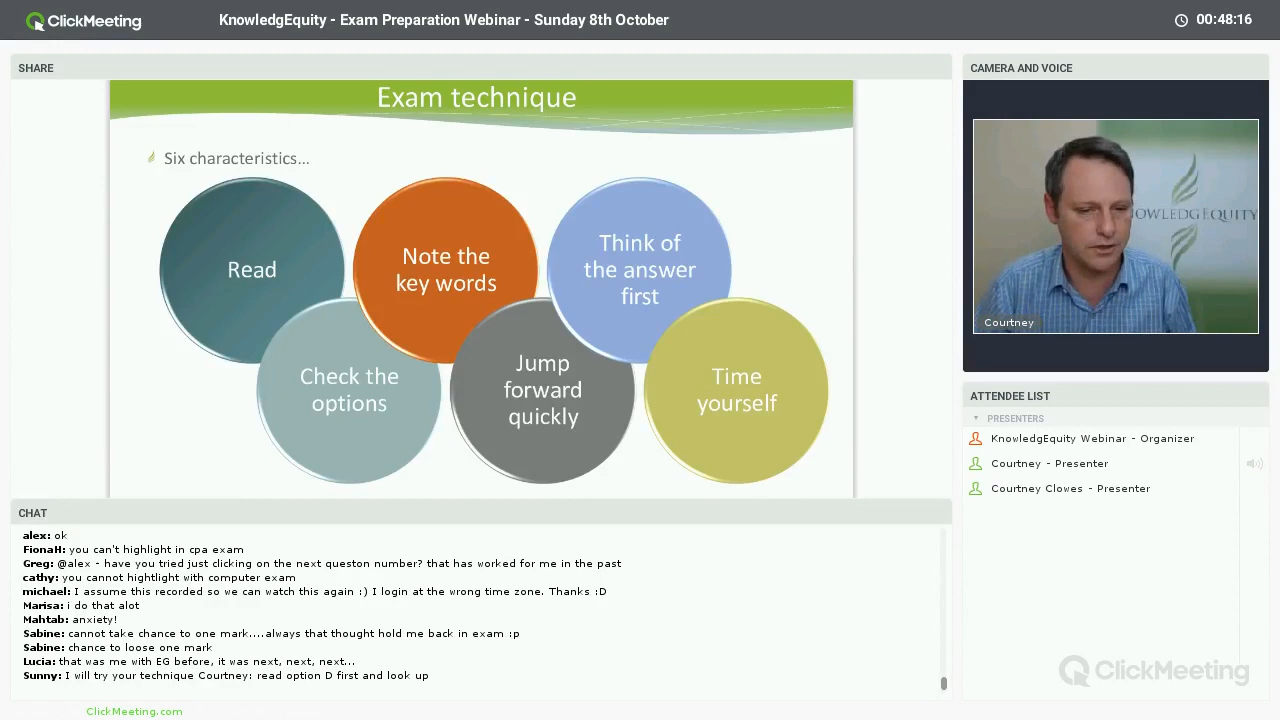 ClickMeeting
KnowledgEquity - Exam Preparation Webinar - Sunday 8th October
00:48:16
SHARE
Exam technique
Six characteristics...
Read
Note the
key words
Think of
the answer
first
Check the
options
Jump
forward
quickly
Time
yourself
CAMERA AND VOICE
OWLEDGEQUITY
Courtney
ATTENDEE LIST
PRESENTERS
KnowledgEquity Webinar - Organizer
Courtney - Presenter
Courtney Clowes - Presenter
CHAT
alex: ok
FionaH: you can't highlight in cpa exam
Greg: @alex - have you tried just clicking on the next queston number? that has worked for me in the past
cathy: you cannot hightlight with computer exam
michael: I assume this recorded so we can watch this again :) I login at the wrong time zone. Thanks :D
Marisa: i do that alot
Mahtab: anxiety!
Sabine: cannot take chance to one mark....always that thought hold me back in exam :p
Sabine: chance to loose one mark
Lucia: that was me with EG before, it was next, next, next...
Sunny: I will try your technique Courtney: read option D first and look up
ClickMeeting
ClickMeeting.com